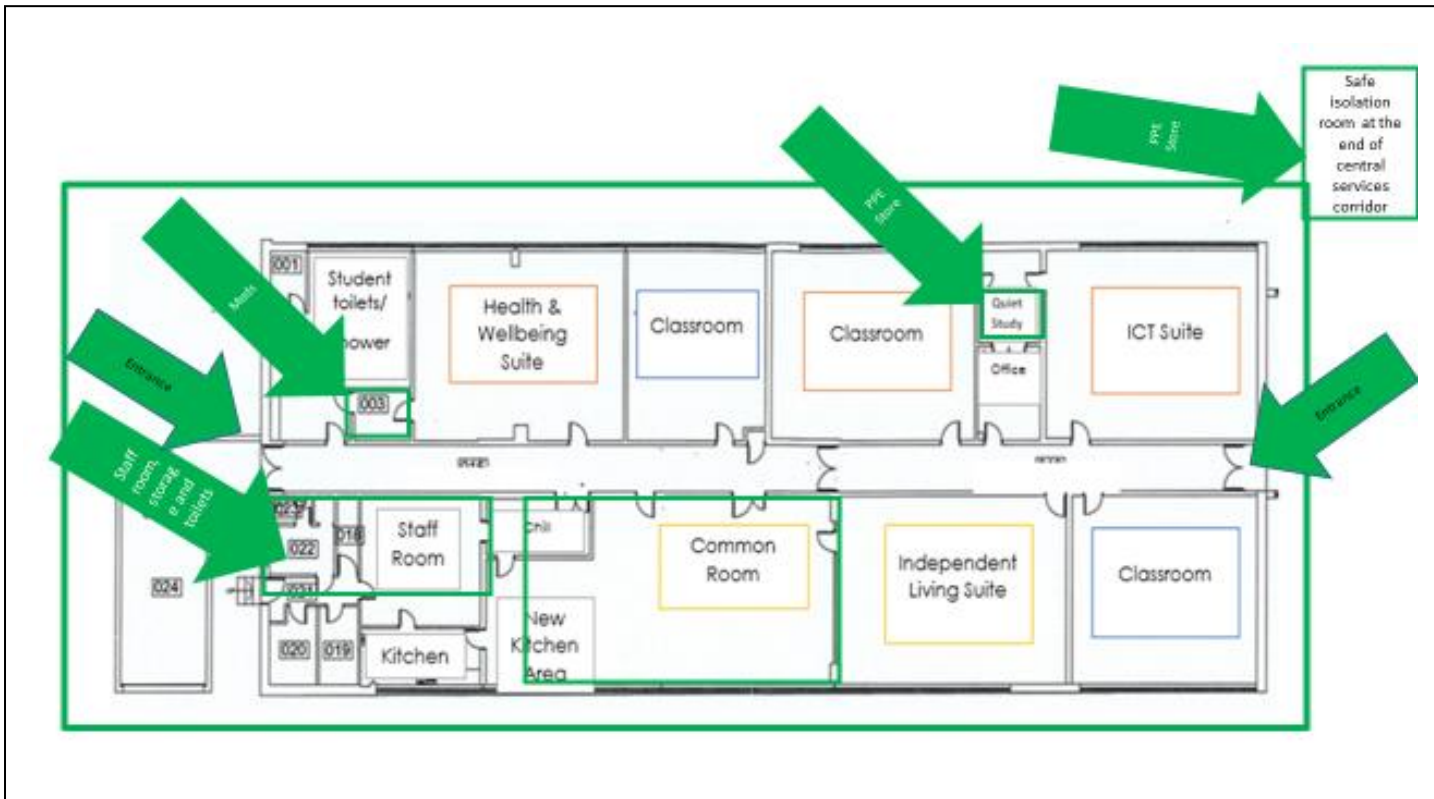 Safe
isolation
room at the
end of
central
services
corridor
PPE
Store
PPE
Store
001
Student
toilets/
hower
Health &
Wellbeing
Suite
Classroom
Classroom
Quiet
Study
Office
ICT Suite
Entrance
Entrance
003
Staff
room,
storag
e and
toilets
023
022
018
021
024
020
019
Staff
Room
Chill
Common
Room
New
Kitchen
Area
Kitchen
Independent
Living Suite
Classroom